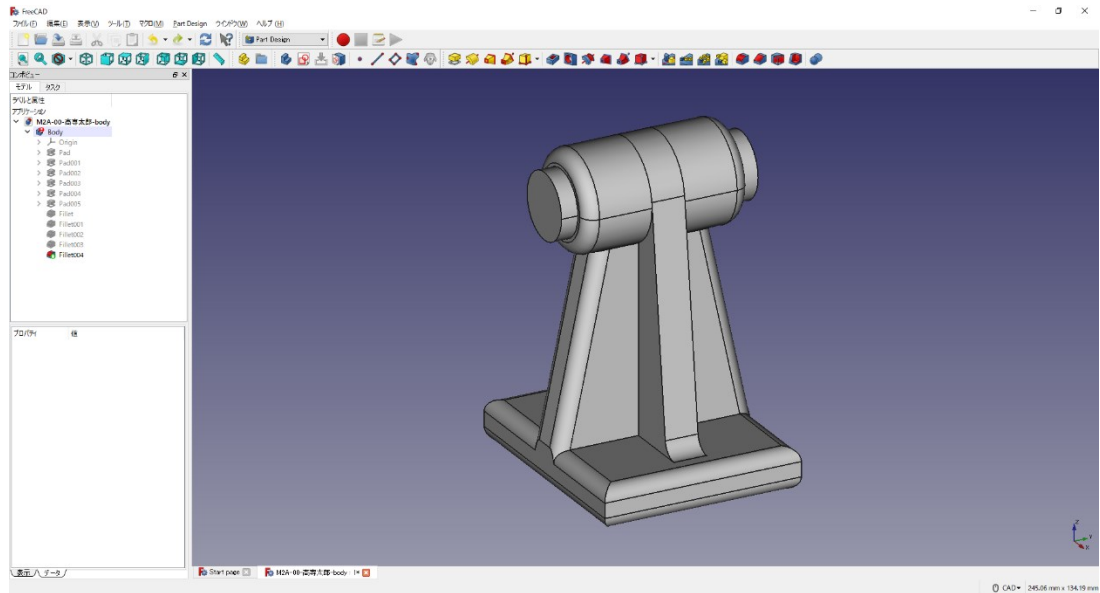 FreeCAD
ファイル(F) 編集(E) 表示(V) ツール(T) マクロ(M) Part Design ウインドウ(W) ヘルプ(H)
Part Design
コンボビュー
モデル タスク
ラベルと属性
アプリケーション
M2A-00-高専太郎-body
Body
Origin
Pad
Pad001
Pad002
Pad003
Pad004
Pad005
Fillet
Fillet001
Fillet002
Fillet003
Fillet004
プロパティ 値
Z
Y
X
表示 データ
Start page M2A-00-高専太郎-body : 1*
CAD 245.06 mm x 134.19 mm